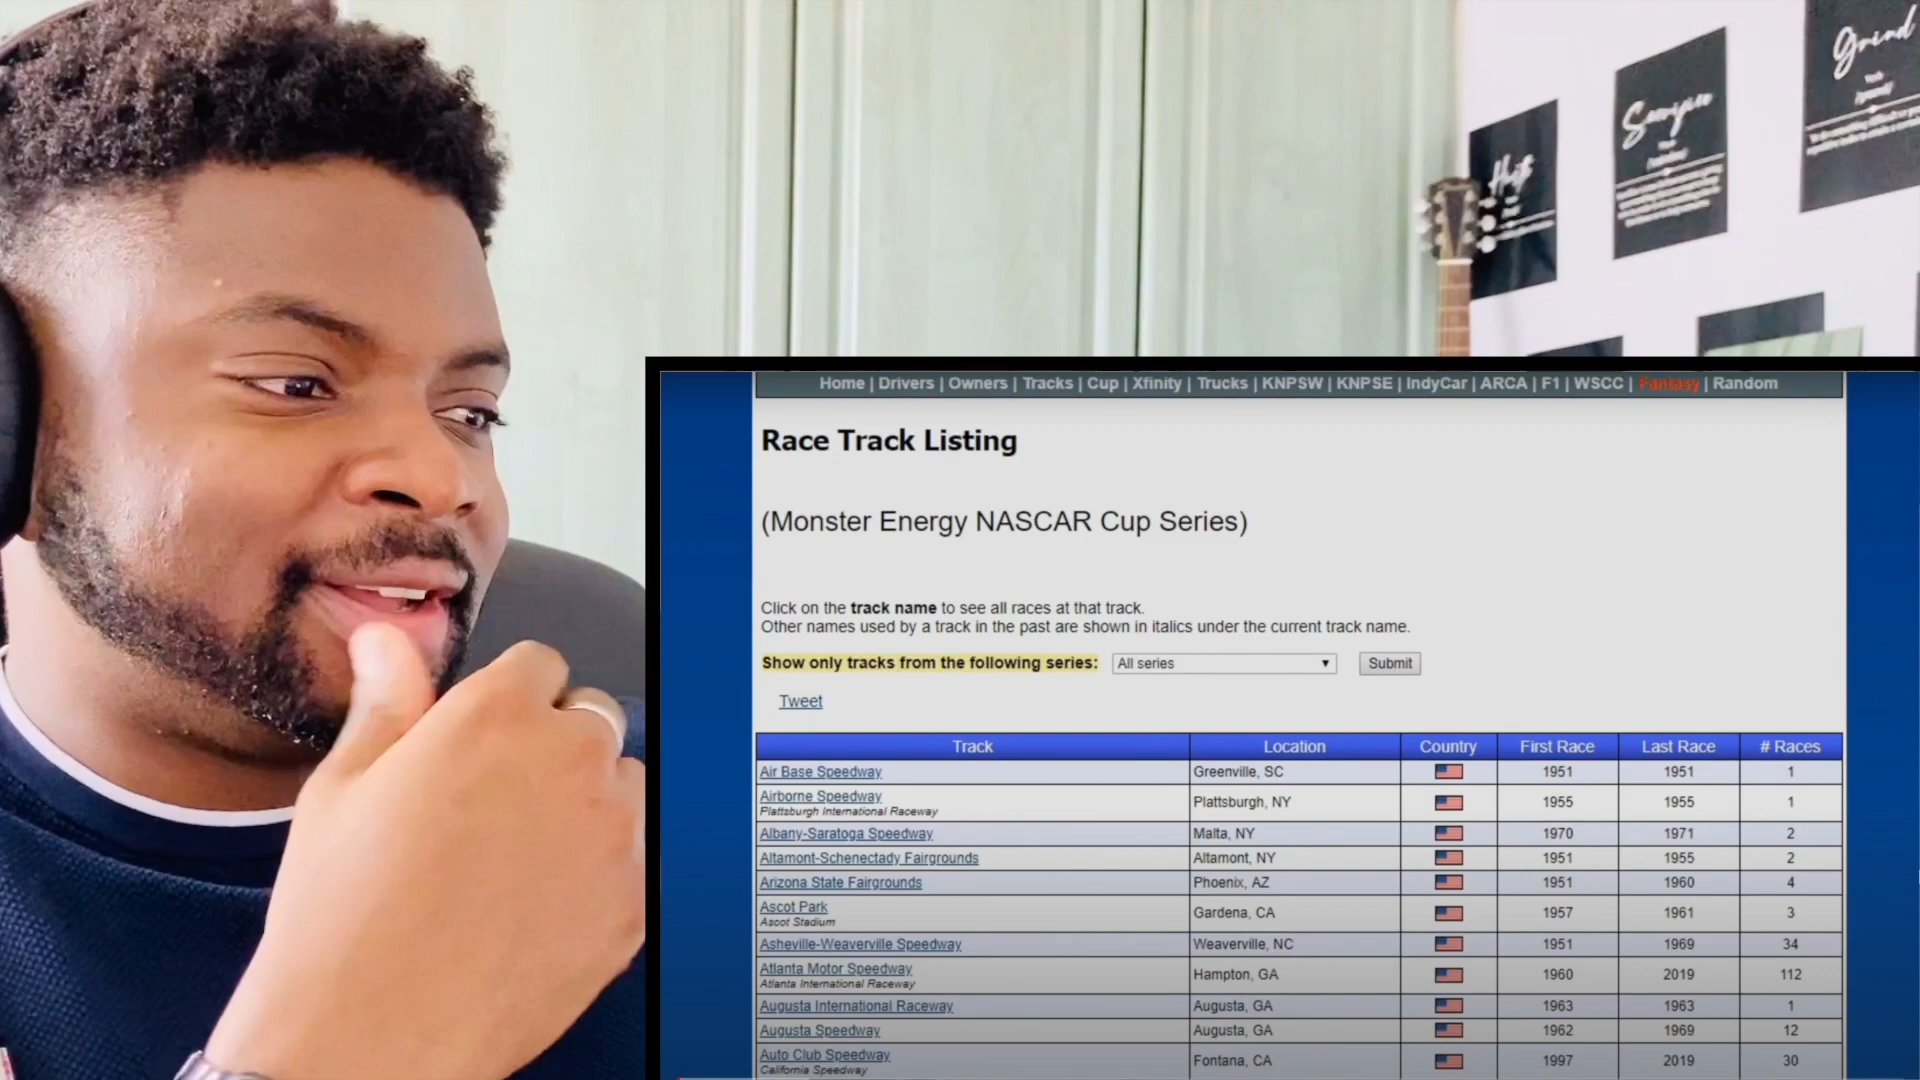 Grind
Hustle
Home | Drivers | Owners | Tracks | Cup | Xfinity | Trucks | KNPSW | KNPSE | IndyCar | ARCA | F1 | WSCC | Fantasy | Random
Race Track Listing
(Monster Energy NASCAR Cup Series)
Click on the track name to see all races at that track.
Other names used by a track in the past are shown in italics under the current track name.
Show only tracks from the following series: All series Submit
Tweet
Track Location Country First Race Last Race # Races
Air Base Speedway Greenville, SC 1951 1951 1
Airborne Speedway Plattsburgh, NY 1955 1955 1
Plattsburgh International Raceway
Albany-Saratoga Speedway Malta, NY 1970 1971 2
Altamont-Schenectady Fairgrounds Altamont, NY 1951 1955 2
Arizona State Fairgrounds Phoenix, AZ 1951 1960 4
Ascot Park Gardena, CA 1957 1961 3
Ascot Stadium
Asheville-Weaverville Speedway Weaverville, NC 1951 1969 34
Atlanta Motor Speedway Hampton, GA 1960 2019 112
Atlanta International Raceway
Augusta International Raceway Augusta, GA 1963 1963 1
Augusta Speedway Augusta, GA 1962 1969 12
Auto Club Speedway Fontana, CA 1997 2019 30
California Speedway